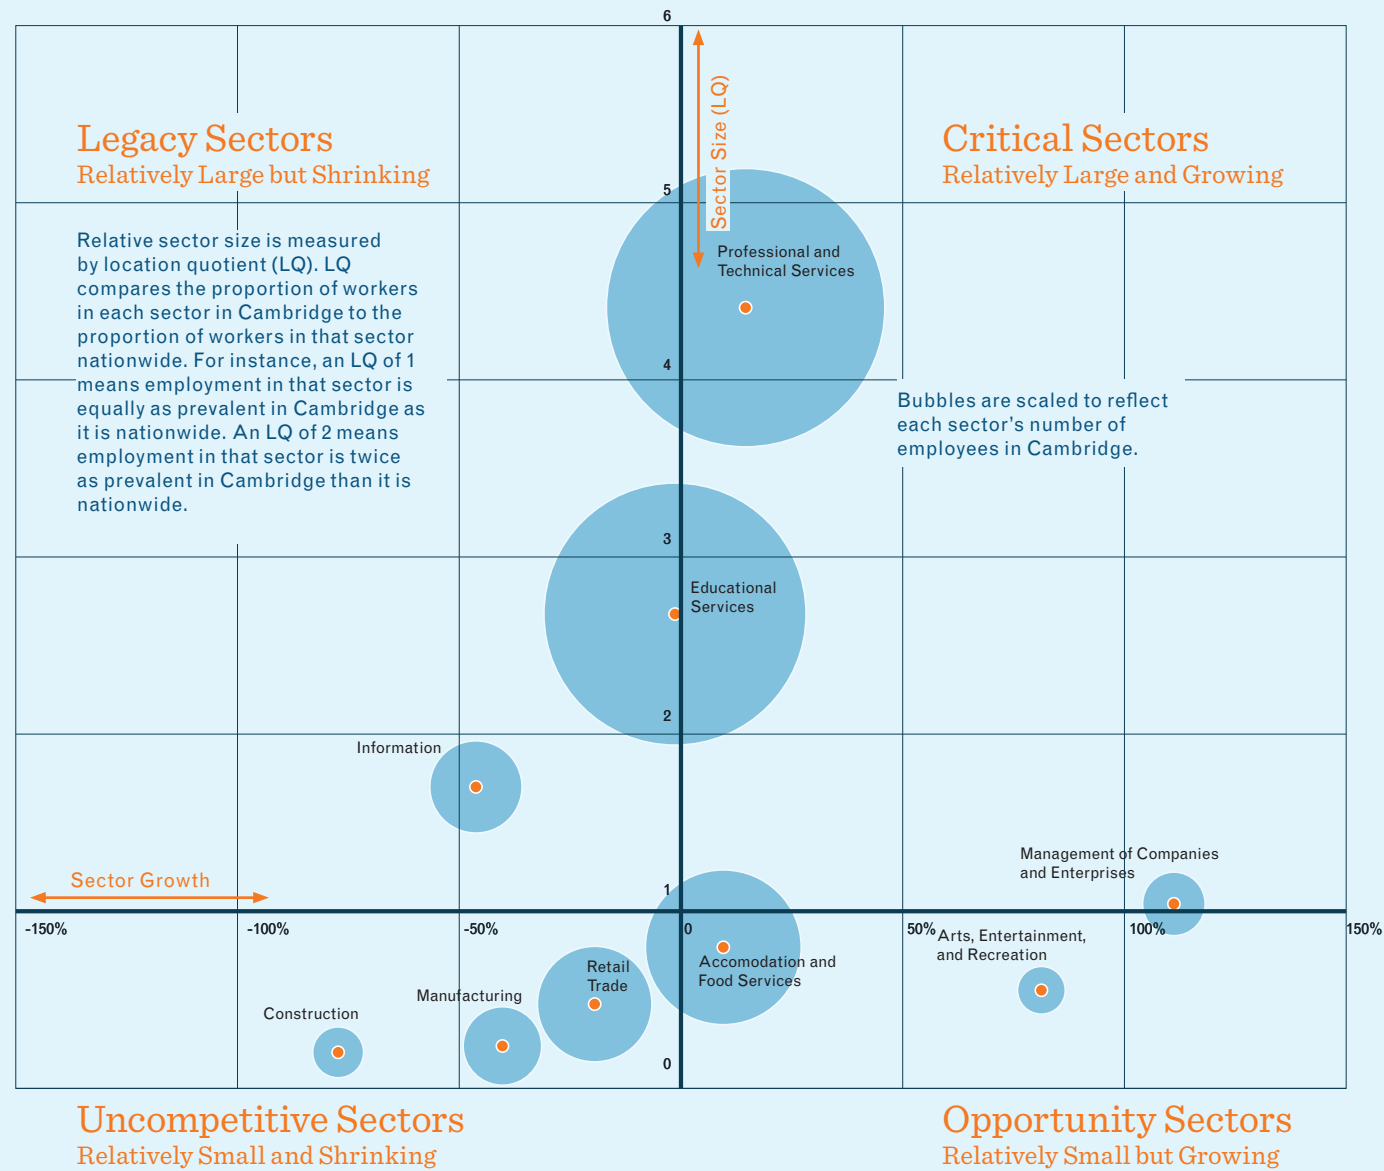 6
Sector Size (LQ)
Legacy Sectors
Relatively Large but Shrinking
Critical Sectors
Relatively Large and Growing
5
Relative sector size is measured
by location quotient (LQ). LQ
compares the proportion of workers
in each sector in Cambridge to the
proportion of workers in that sector
nationwide. For instance, an LQ of 1
means employment in that sector is
equally as prevalent in Cambridge as
it is nationwide. An LQ of 2 means
employment in that sector is twice
as prevalent in Cambridge than it is
nationwide.
Professional and
Technical Services
4
Bubbles are scaled to reflect
each sector's number of
employees in Cambridge.
3
Educational
Services
2
Information
Management of Companies
and Enterprises
Sector Growth
1
-150%
-100%
-50%
0
50%
100%
150%
Arts, Entertainment,
and Recreation
Accomodation and
Food Services
Retail
Trade
Manufacturing
Construction
0
Uncompetitive Sectors
Relatively Small and Shrinking
Opportunity Sectors
Relatively Small but Growing